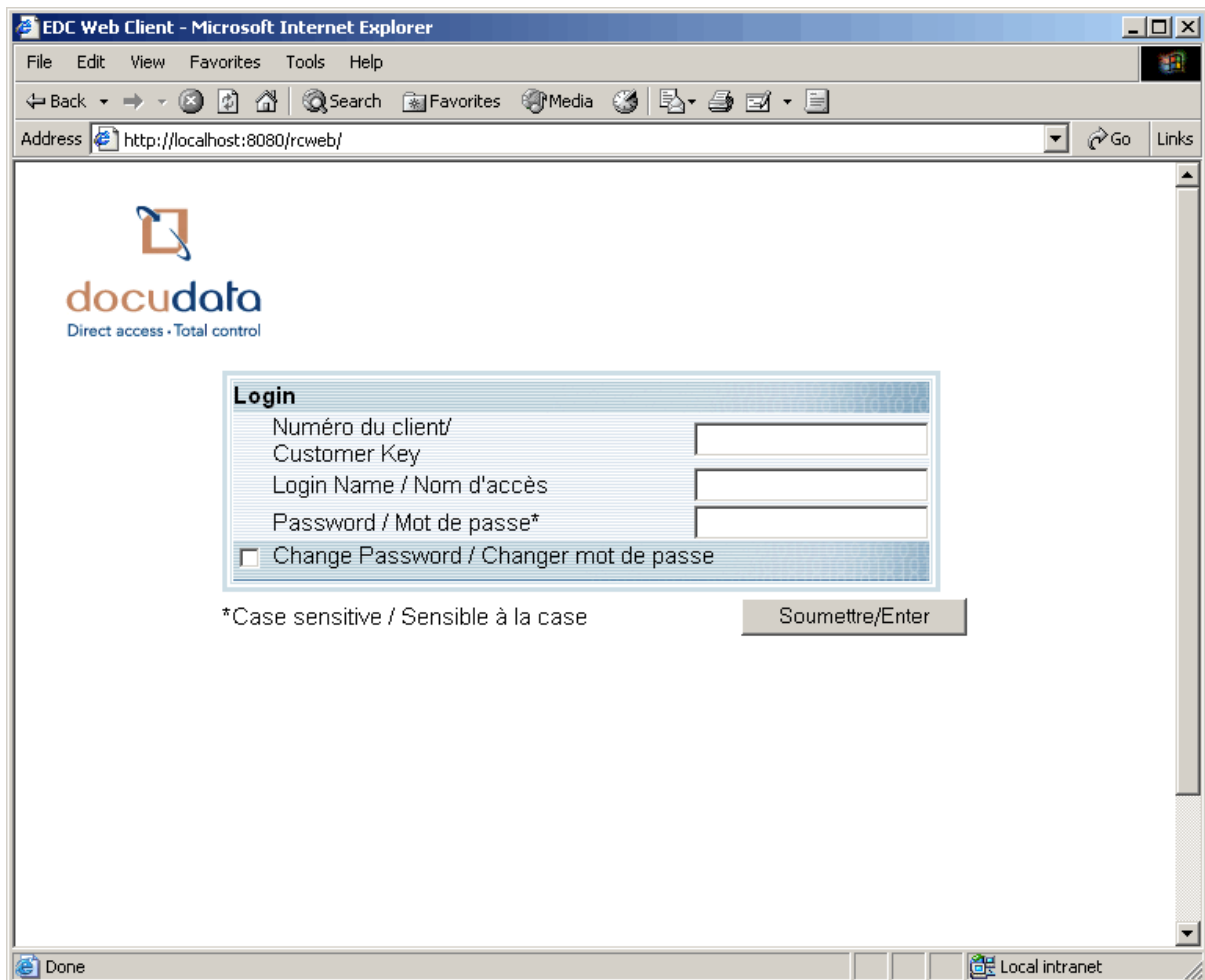 EDC Web Client - Microsoft Internet Explorer
File Edit View Favorites Tools Help
Back Search Favorites Media
Address http://localhost:8080/rcweb/ Go Links
docudata
Direct access · Total control
Login
Numéro du client/
Customer Key
Login Name / Nom d'accès
Password / Mot de passe*
Change Password / Changer mot de passe
*Case sensitive / Sensible à la case Soumettre/Enter
Done Local intranet